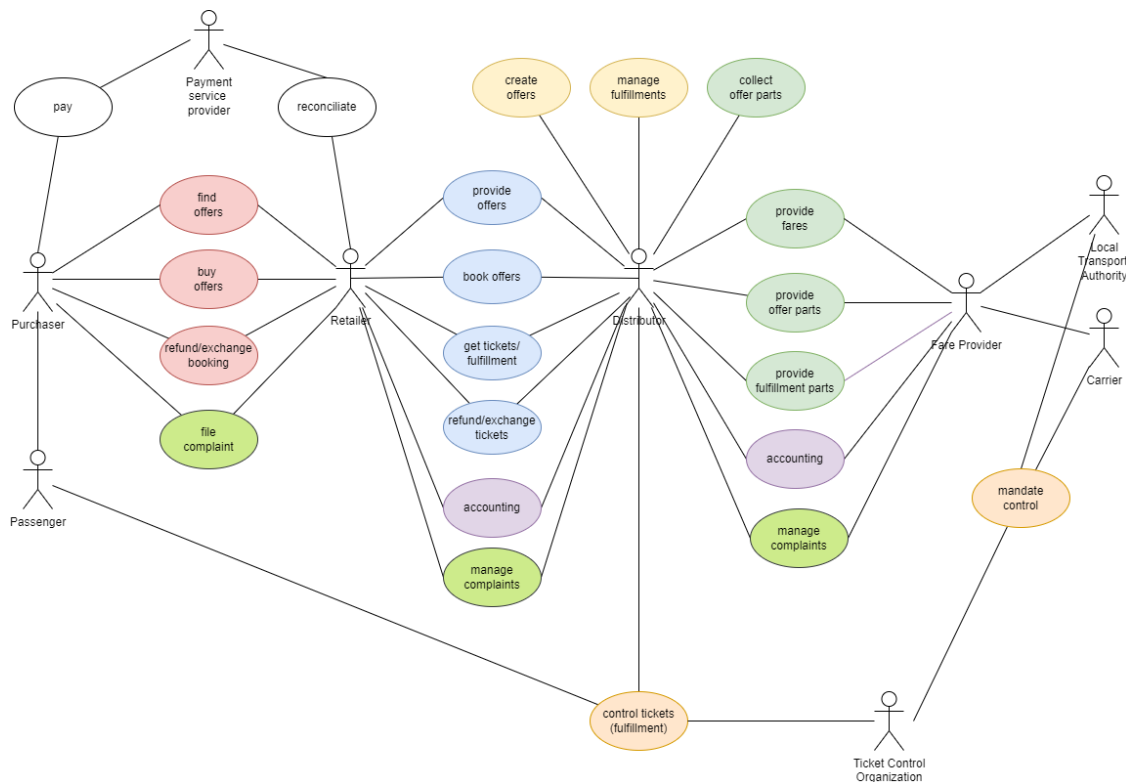 Payment
service
provider
pay
reconciliate
create
offers
manage
fulfillments
collect
offer parts
find
offers
provide
offers
provide
fares
Local
Transport
Authority
buy
offers
book offers
provide
offer parts
Purchaser
Retailer
Distributor
Fare Provider
refund/exchange
booking
get tickets/
fulfillment
provide
fulfillment parts
Carrier
file
complaint
refund/exchange
tickets
accounting
Passenger
accounting
mandate
control
manage
complaints
manage
complaints
control tickets
(fulfillment)
Ticket Control
Organization